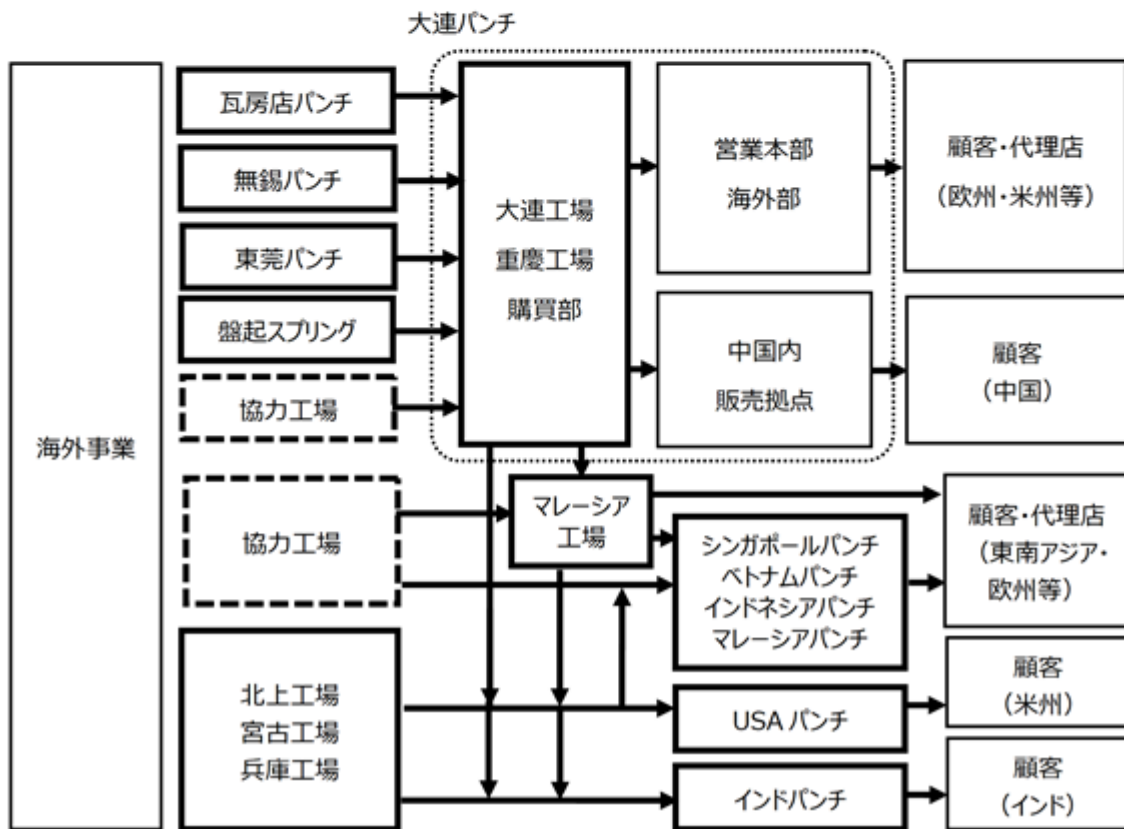 大連パンチ
海外事業
瓦房店パンチ
無錫パンチ
東莞パンチ
盤起スプリング
協力工場
大連工場
重慶工場
購買部
営業本部
海外部
顧客・代理店
（欧州・米州等）
中国内
販売拠点
顧客
（中国）
協力工場
マレーシア
工場
シンガポールパンチ
ベトナムパンチ
インドネシアパンチ
マレーシアパンチ
顧客・代理店
（東南アジア・
欧州等）
北上工場
宮古工場
兵庫工場
USA パンチ
顧客
（米州）
インドパンチ
顧客
（インド）